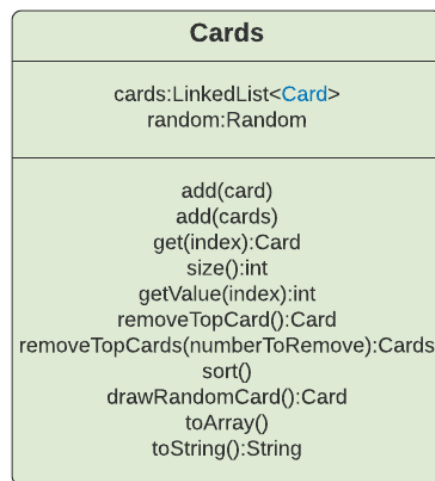 Cards
cards:LinkedList<Card>
random:Random
add(card)
add(cards)
get(index):Card
size():int
getValue(index):int
removeTopCard():Card
removeTopCards(numberToRemove):Cards
sort()
drawRandomCard():Card
toArray()
toString():String